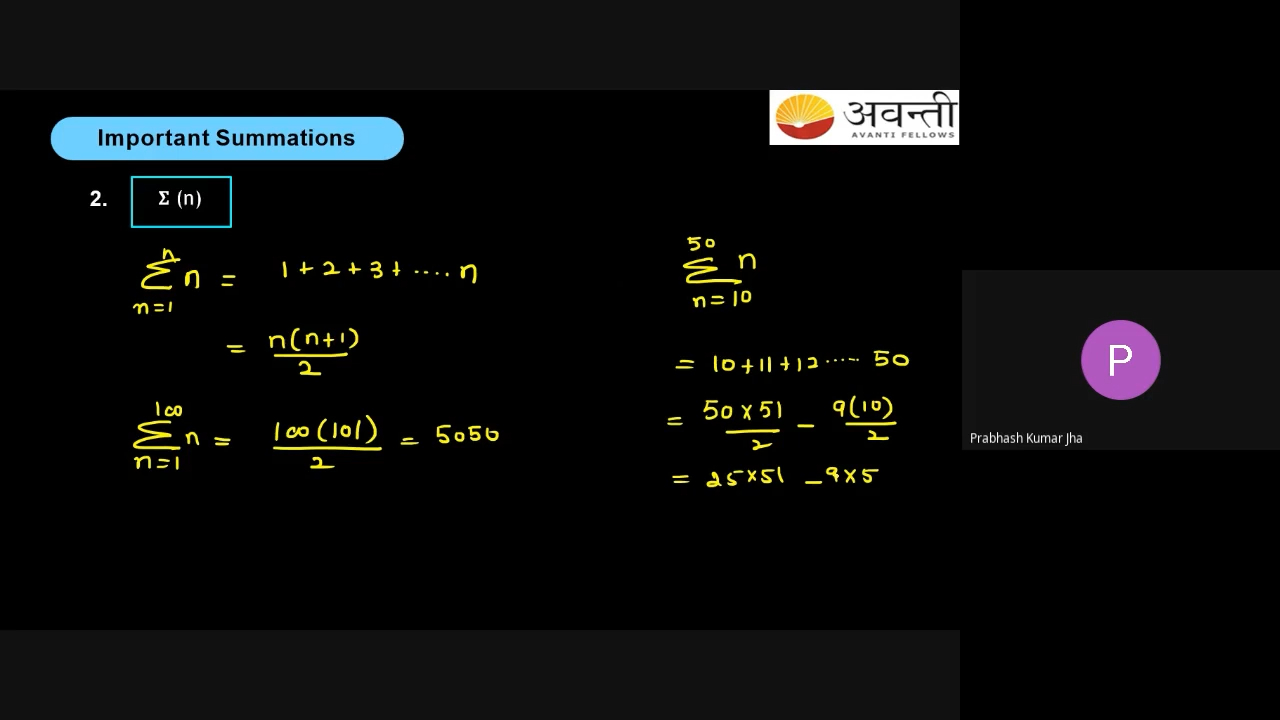 Important Summations
अवन्ती
AVANTI FELLOWS
2. Σ (n)
n
Σ n = 1 + 2 + 3 + ..... n
n=1
= n(n+1)
2
100
Σ n = 100(101) = 5050
n=1 2
50
Σ n
n=10
= 10+11+12 ...... 50
= 50×51 – 9(10)
2 2
= 25×51 – 9×5
P
Prabhash Kumar Jha